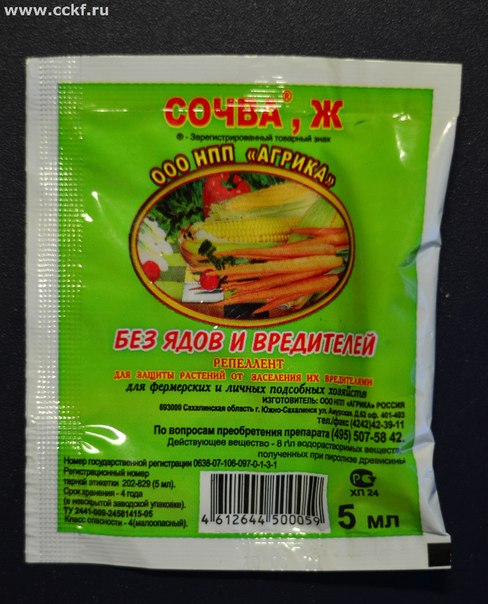 www.cckf.ru
СОЧВА®, Ж
® - Зарегистрированный товарный знак
ООО НПП «АГРИКА»
БЕЗ ЯДОВ И ВРЕДИТЕЛЕЙ
РЕПЕЛЛЕНТ
ДЛЯ ЗАЩИТЫ РАСТЕНИЙ ОТ ЗАСЕЛЕНИЯ ИХ ВРЕДИТЕЛЯМИ
для фермерских и личных подсобных хозяйств
ИЗГОТОВИТЕЛЬ: ООО НПП "АГРИКА" РОССИЯ
693000 Сахалинская область г. Южно-Сахалинск ул. Амурская, Д.62 оф. 401-403
тел./факс (4242)42-39-11
По вопросам преобретения препарата (495) 507-58 42.
Действующее вещество - 8 г/л водорастворимых веществ,
полученных при пиролизе древисины
Номер государственной регистрации 0638-07-106-097-0-1-3-1
Регистрационный номер
тарной этикетки 202-829 (5 мл).
Срок хранения - 4 года
(в невскрытой заводской упаковке).
ТУ 2441-009-24561415-05
Класс опасности - 4(малоопасный).
4 612644 500059
5 мл
ХП 24